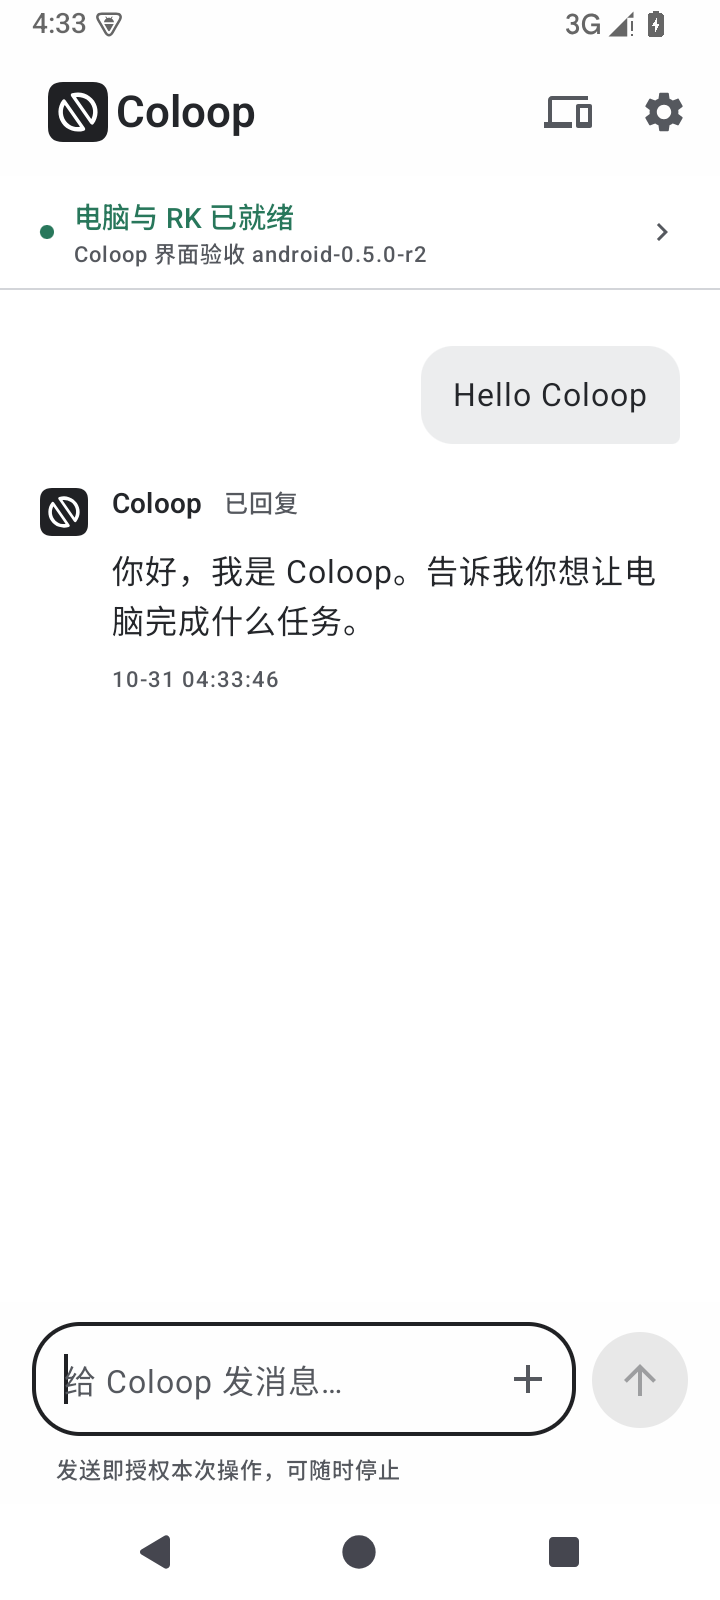 4:33
3G
Coloop
电脑与 RK 已就绪
Coloop 界面验收 android-0.5.0-r2
Hello Coloop
Coloop 已回复
你好，我是 Coloop。告诉我你想让电
脑完成什么任务。
10-31 04:33:46
给 Coloop 发消息…
发送即授权本次操作，可随时停止